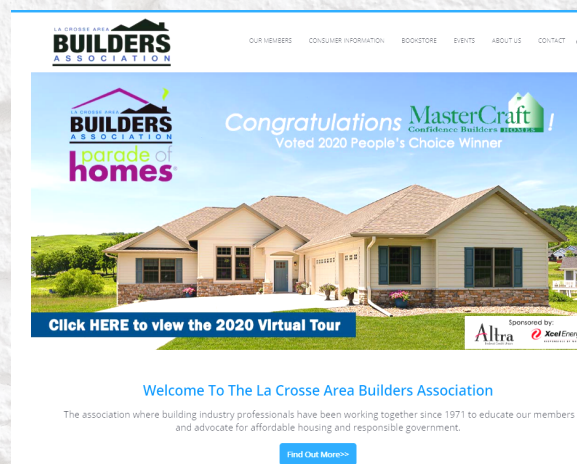 LA CROSSE AREA
BUILDERS
ASSOCIATION
OUR MEMBERS CONSUMER INFORMATION BOOKSTORE EVENTS ABOUT US CONTACT
LA CROSSE AREA
BUILDERS
ASSOCIATION
parade of
homes
Congratulations MasterCraft !
Confidence Builders HOMES
Voted 2020 People's Choice Winner
Click HERE to view the 2020 Virtual Tour
Sponsored by:
Altra Xcel Ener
Welcome To The La Crosse Area Builders Association
The association where building industry professionals have been working together since 1971 to educate our members
and advocate for affordable housing and responsible government.
Find Out More>>